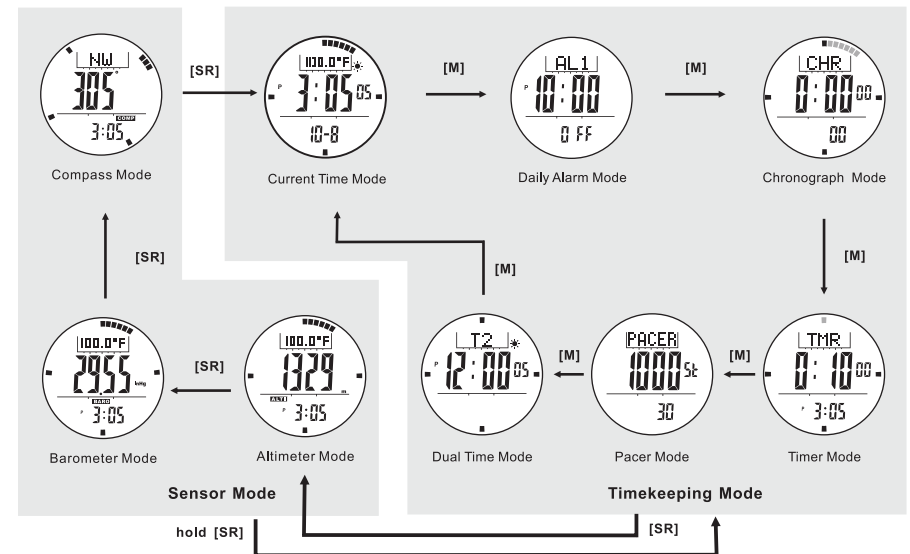 NW
305°
COMP
3:05
Compass Mode
[SR]
100.0°F
P 3:05 05
10-8
Current Time Mode
[M]
AL1
P 10:00
OFF
Daily Alarm Mode
[M]
CHR
0:00 00
00
Chronograph Mode
[SR]
[M]
[M]
100.0°F
29.55 inHg
BARO
P 3:05
Barometer Mode
[SR]
100.0°F
1329 m
ALTI
P 3:05
Altimeter Mode
T2
P 12:00 05
Dual Time Mode
[M]
PACER
1000 St
30
Pacer Mode
[M]
TMR
0:10 00
P 3:05
Timer Mode
Sensor Mode
Timekeeping Mode
hold [SR]
[SR]